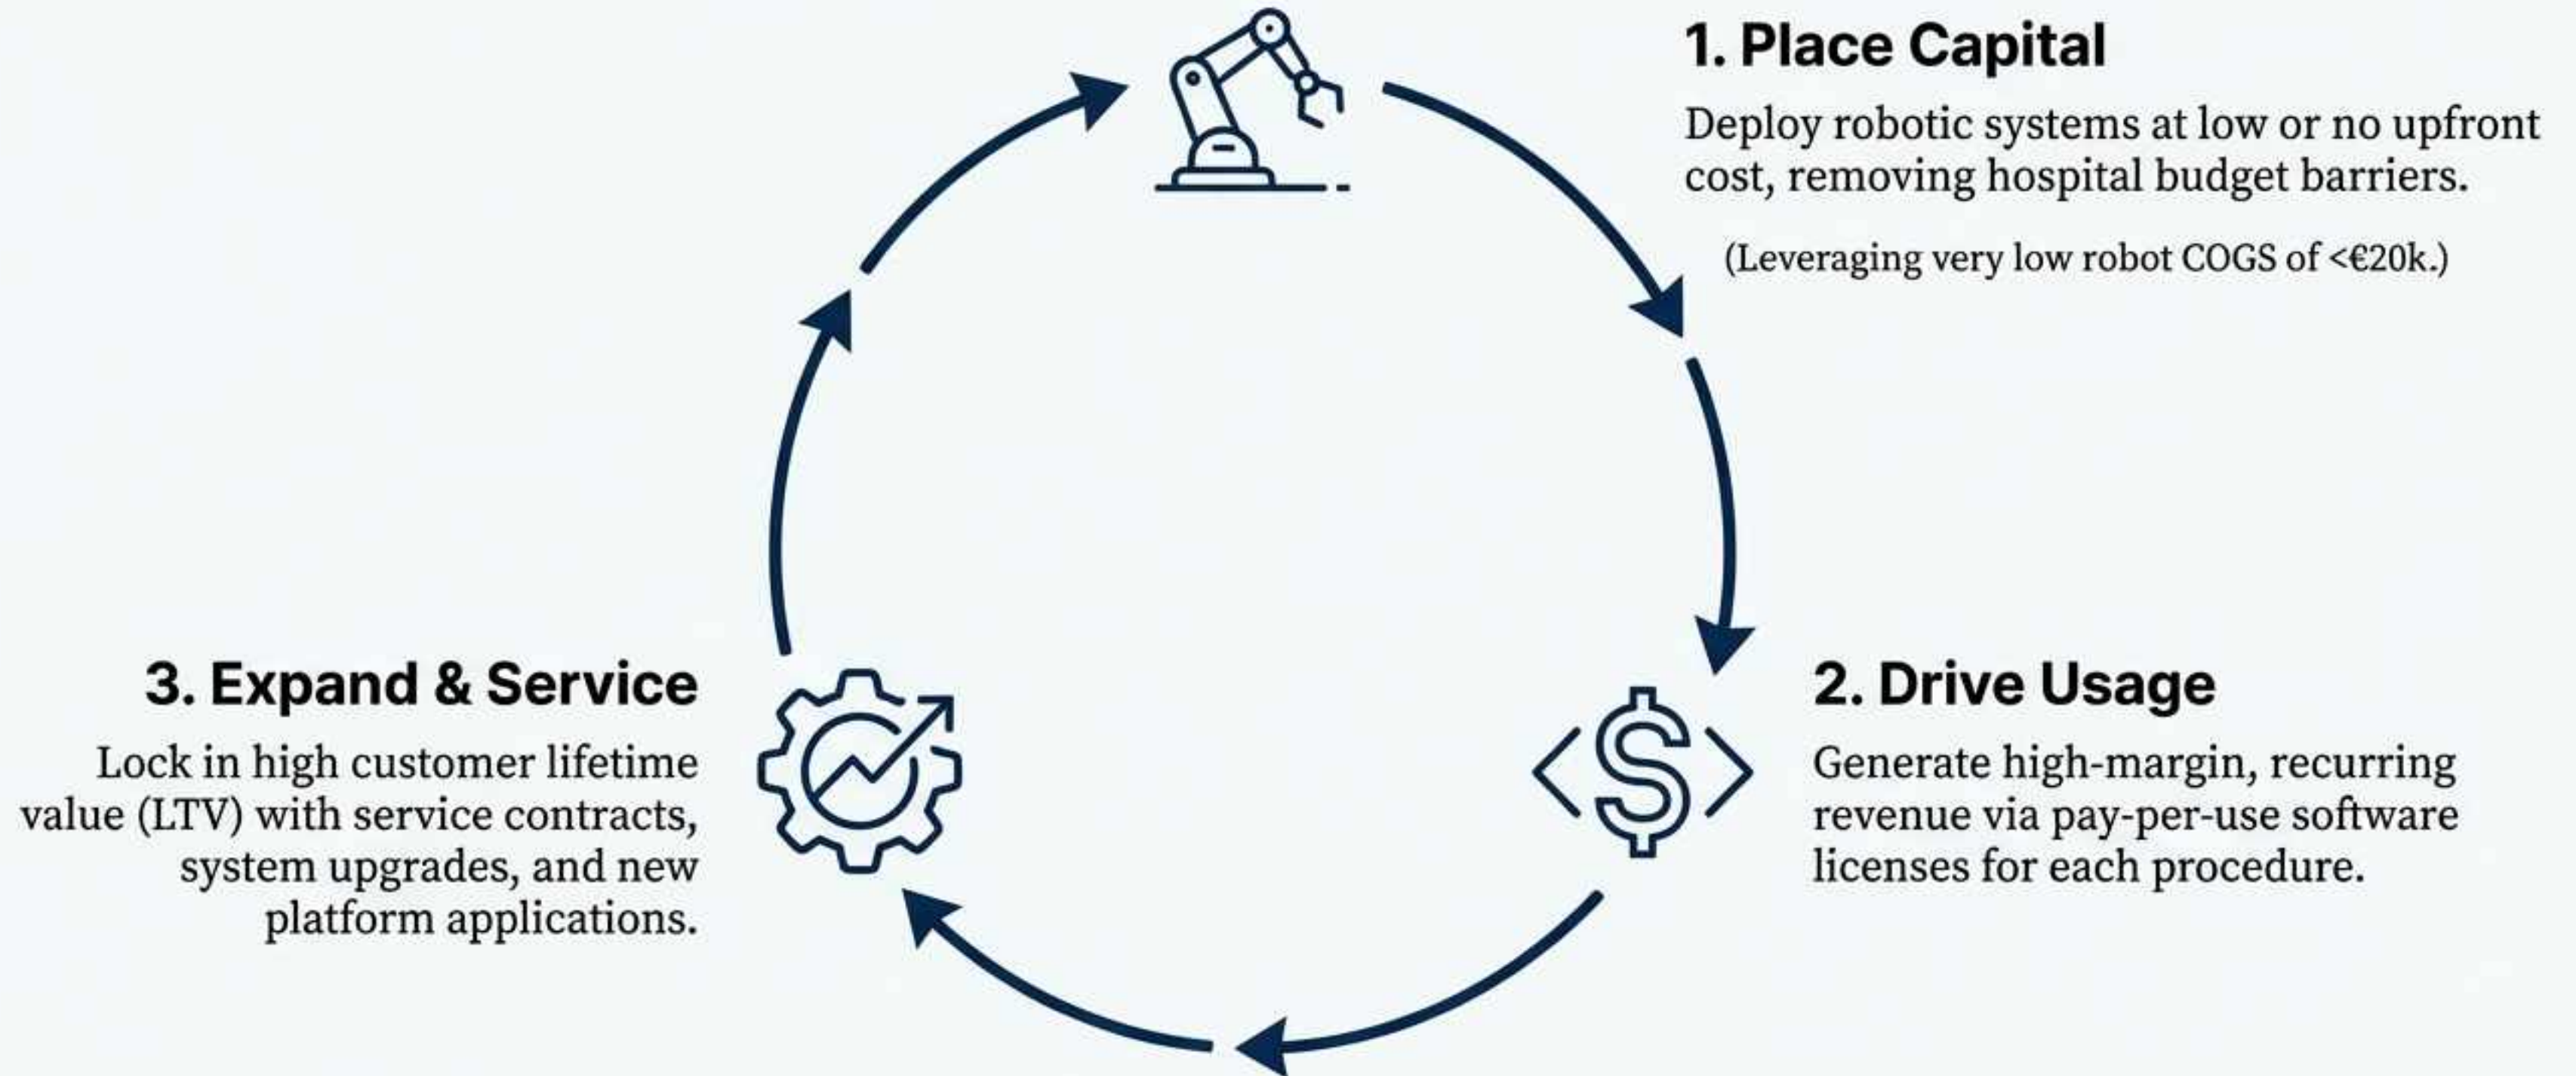 1. Place Capital
Deploy robotic systems at low or no upfront
cost, removing hospital budget barriers.
(Leveraging very low robot COGS of <€20k.)
2. Drive Usage
Generate high-margin, recurring
revenue via pay-per-use software
licenses for each procedure.
3. Expand & Service
Lock in high customer lifetime
value (LTV) with service contracts,
system upgrades, and new
platform applications.